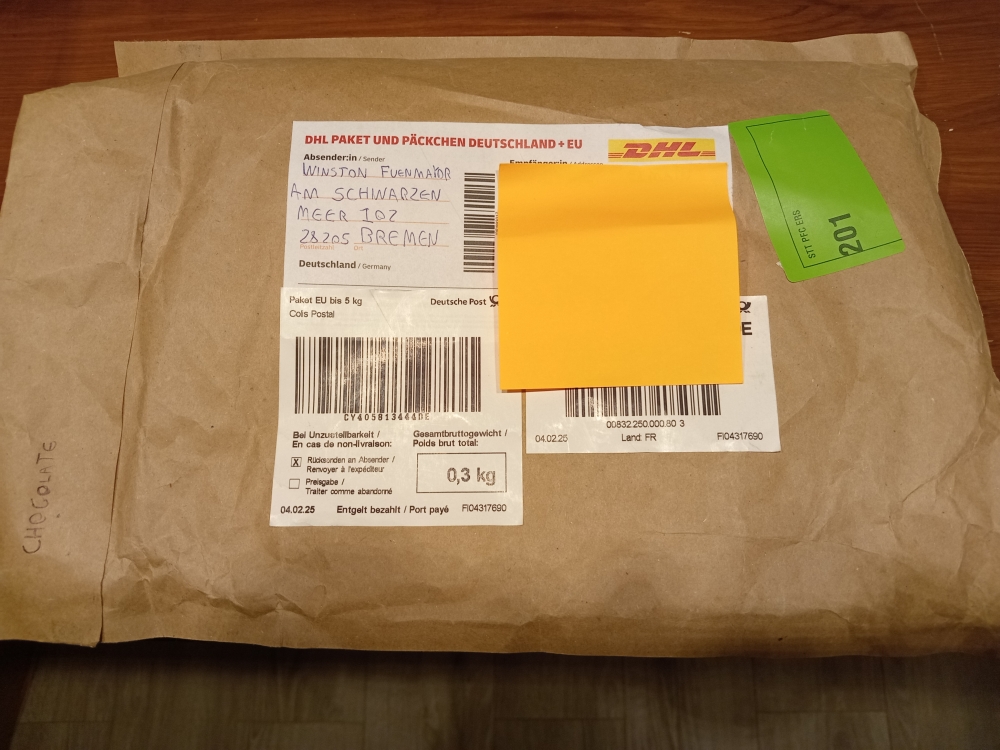 DHL PAKET UND PÄCKCHEN DEUTSCHLAND + EU
DHL
Absender:in / Sender
WINSTON FUENMAYOR
AM SCHWARZEN
MEER 102
28205 BREMEN
Postleitzahl Ort
Deutschland / Germany
STT PFC ERS
201
Paket EU bis 5 kg
Deutsche Post
Colis Postal
CY405813444DE
Bei Unzustellbarkeit /
En cas de non-livraison:
X Rücksenden an Absender /
Renvoyer à l'expéditeur
Preisgabe /
Traiter comme abandonné
Gesamtbruttogewicht /
Poids brut total:
0,3 kg
04.02.25 Entgelt bezahlt / Port payé FI04317690
E
00832.250.000.80 3
04.02.25 Land: FR FI04317690
CHOCOLATE